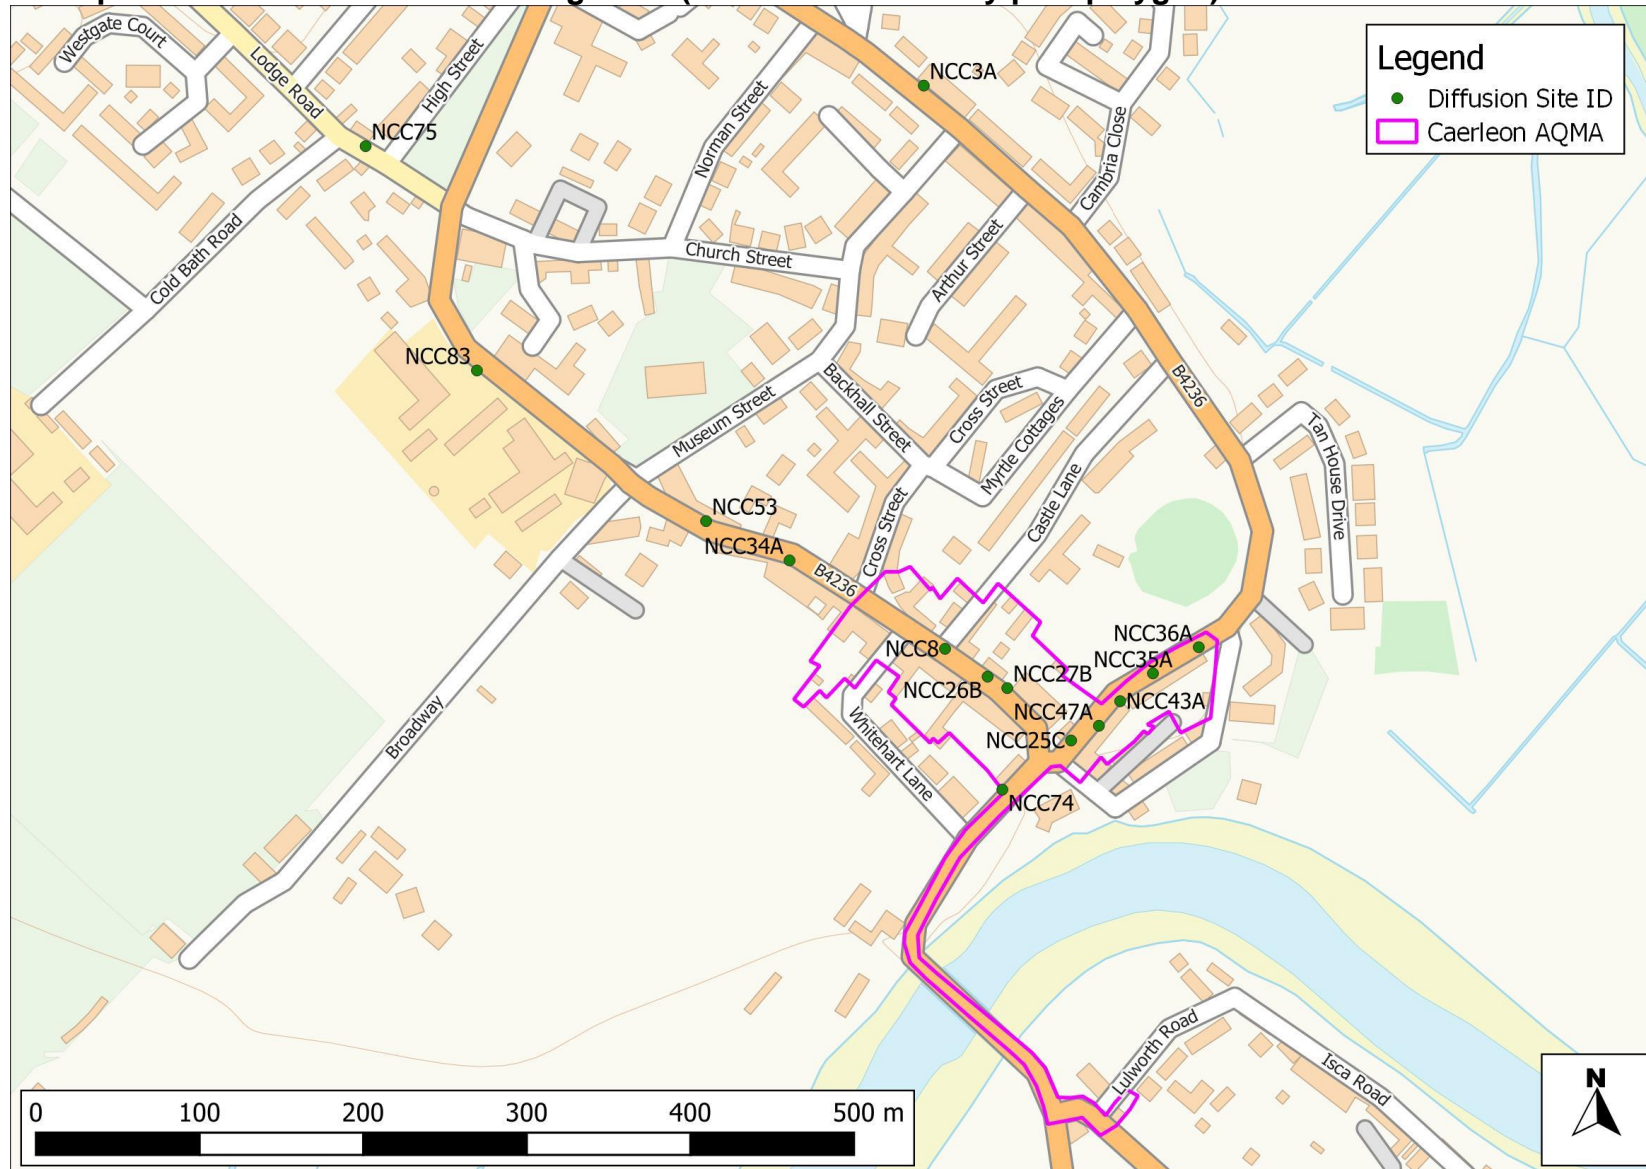 Legend
Diffusion Site ID
Caerleon AQMA
Westgate Court
Lodge Road
High Street
NCC75
NCC3A
Norman Street
Cambria Close
Cold Bath Road
Church Street
Arthur Street
NCC83
Museum Street
Backhall Street
Cross Street
Myrtle Cottages
B4236
Tan House Drive
Castle Lane
NCC53
NCC34A
B4236
Cross Street
NCC8
NCC36A
NCC35A
NCC26B
NCC27B
NCC43A
NCC47A
NCC25C
Broadway
Whitehart Lane
NCC74
Lulworth Road
Isca Road
0 100 200 300 400 500 m
N